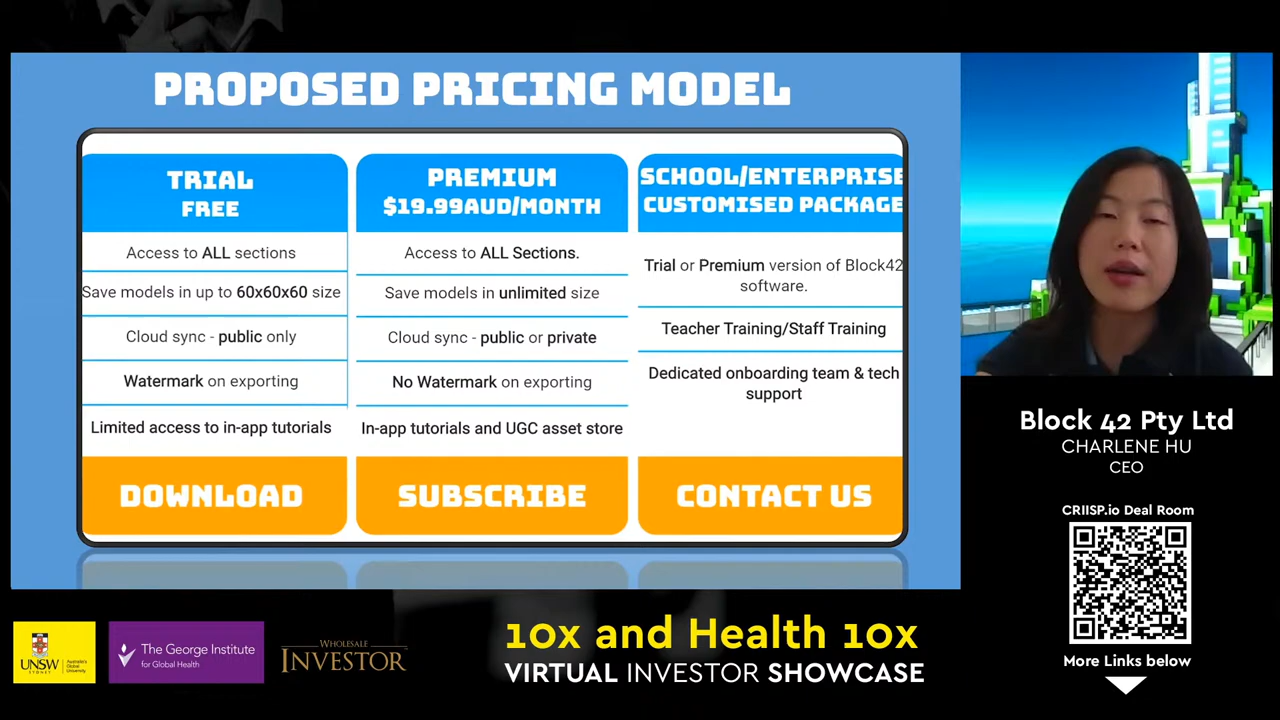 PROPOSED PRICING MODEL
TRIAL
FREE
Access to ALL sections
Save models in up to 60x60x60 size
Cloud sync - public only
Watermark on exporting
Limited access to in-app tutorials
DOWNLOAD
PREMIUM
$19.99AUD/MONTH
Access to ALL Sections.
Save models in unlimited size
Cloud sync - public or private
No Watermark on exporting
In-app tutorials and UGC asset store
SUBSCRIBE
SCHOOL/ENTERPRISE
CUSTOMISED PACKAGE
Trial or Premium version of Block42
software.
Teacher Training/Staff Training
Dedicated onboarding team & tech
support
CONTACT US
Block 42 Pty Ltd
CHARLENE HU
CEO
CRIISP.io Deal Room
More Links below
UNSW
SYDNEY
Australia's
Global
University
The George Institute
for Global Health
WHOLESALE
INVESTOR
10x and Health 10x
VIRTUAL INVESTOR SHOWCASE